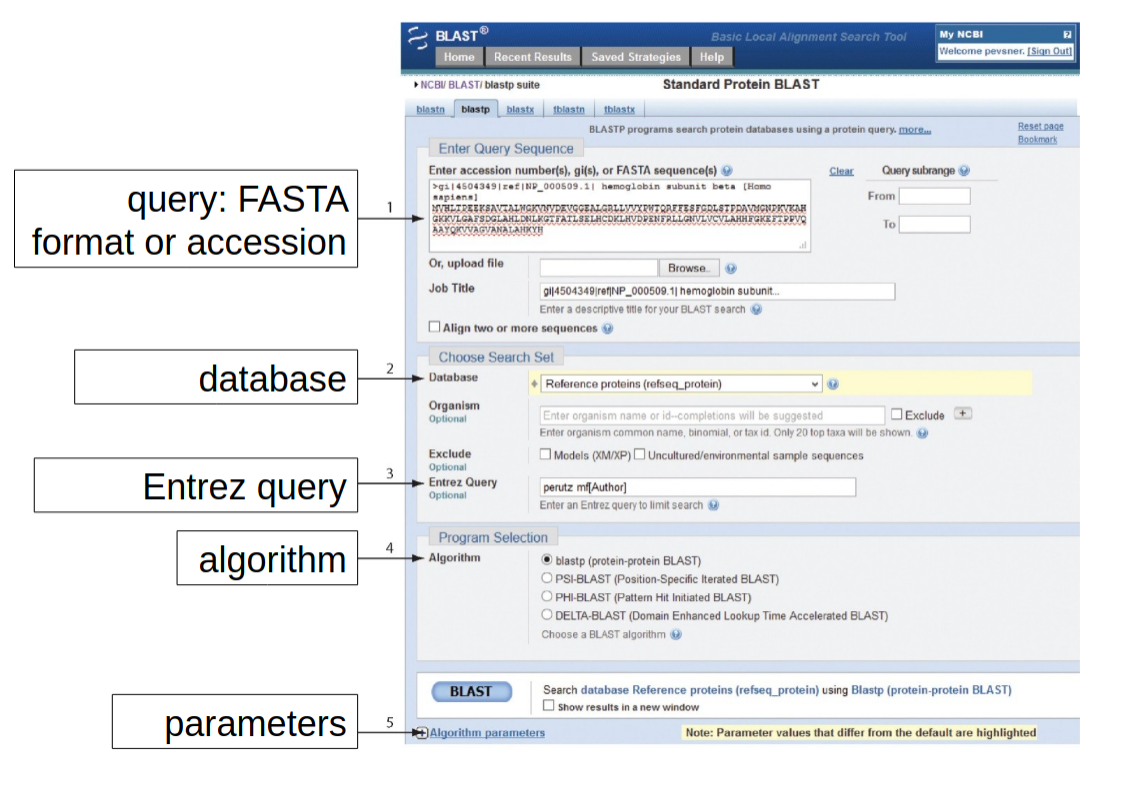 BLAST®
Basic Local Alignment Search Tool
My NCBI
Welcome pevsner. [Sign Out]
Home Recent Results Saved Strategies Help
NCBI/ BLAST/ blastp suite
Standard Protein BLAST
blastn blastp blastx tblastn tblastx
BLASTP programs search protein databases using a protein query. more...
Reset page
Bookmark
Enter Query Sequence
Enter accession number(s), gi(s), or FASTA sequence(s)
Clear
Query subrange
query: FASTA
format or accession
1
>gi|4504349|ref|NP_000509.1| hemoglobin subunit beta [Homo
sapiens]
MVHLTPEEKSAVTALWGKVNVDEVGGEALGRLLVVYPWTQRFFESFGDLSTPDAVMGNPKVKAH
GKKVLGAFSDGLAHLDNLKGTFATLSELHCDKLHVDPENFRLLGNVLVCVLAHHFGKEFTPPVQ
AAYQKVVAGVANALAHKYH
From
To
Or, upload file
Browse..
Job Title
gi|4504349|ref|NP_000509.1| hemoglobin subunit...
Enter a descriptive title for your BLAST search
Align two or more sequences
Choose Search Set
database
2
Database
Reference proteins (refseq_protein)
Organism
Optional
Enter organism name or id--completions will be suggested
Exclude
+
Enter organism common name, binomial, or tax id. Only 20 top taxa will be shown.
Exclude
Optional
Models (XM/XP) Uncultured/environmental sample sequences
Entrez query
3
Entrez Query
Optional
perutz mf[Author]
Enter an Entrez query to limit search
Program Selection
algorithm
4
Algorithm
blastp (protein-protein BLAST)
PSI-BLAST (Position-Specific Iterated BLAST)
PHI-BLAST (Pattern Hit Initiated BLAST)
DELTA-BLAST (Domain Enhanced Lookup Time Accelerated BLAST)
Choose a BLAST algorithm
BLAST
Search database Reference proteins (refseq_protein) using Blastp (protein-protein BLAST)
Show results in a new window
parameters
5
Algorithm parameters
Note: Parameter values that differ from the default are highlighted